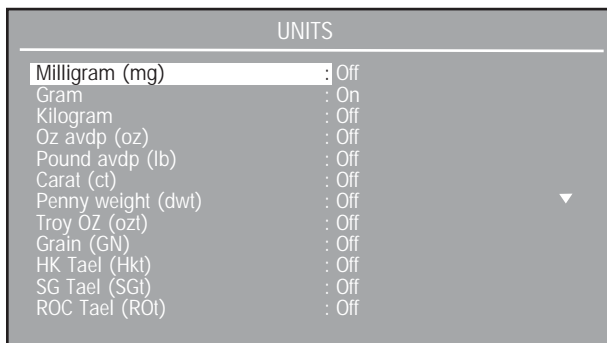 UNITS
Milligram (mg) : Off
Gram : On
Kilogram : Off
Oz avdp (oz) : Off
Pound avdp (lb) : Off
Carat (ct) : Off
Penny weight (dwt) : Off
Troy OZ (ozt) : Off
Grain (GN) : Off
HK Tael (Hkt) : Off
SG Tael (SGt) : Off
ROC Tael (ROt) : Off